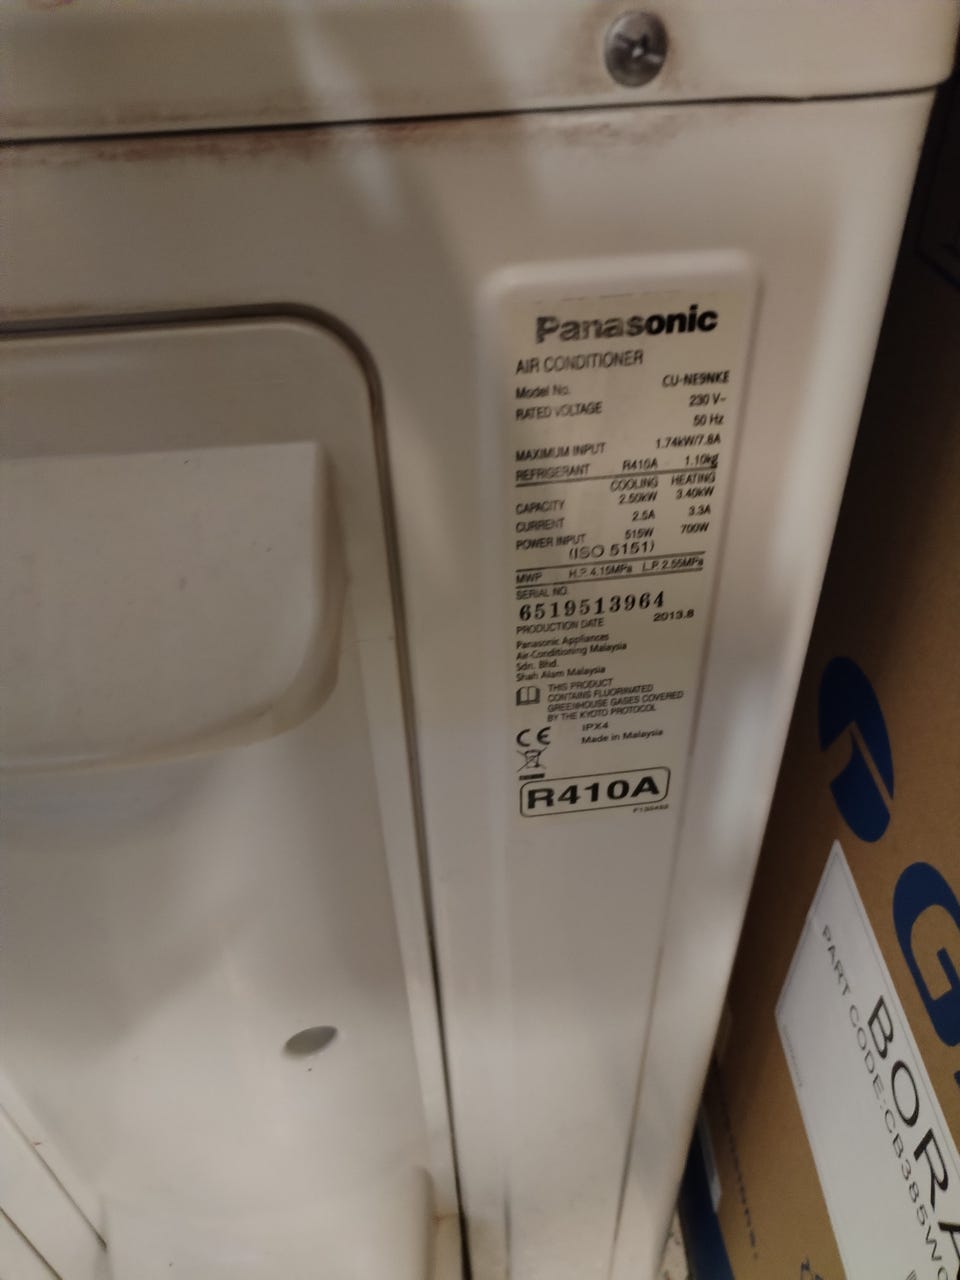 Panasonic
AIR CONDITIONER
Model No. CU-NE9NKE
RATED VOLTAGE 230 V~
50 Hz
MAXIMUM INPUT 1.74kW/7.8A
REFRIGERANT R410A 1.10kg
COOLING HEATING
CAPACITY 2.50kW 3.40kW
CURRENT 2.5A 3.3A
POWER INPUT 515W 700W
(ISO 5151)
MWP H.P. 4.15MPa L.P. 2.55MPa
SERIAL NO.
6519513964
PRODUCTION DATE 2013.8
Panasonic Appliances
Air-Conditioning Malaysia
Sdn. Bhd.
Shah Alam Malaysia
THIS PRODUCT
CONTAINS FLUORINATED
GREENHOUSE GASES COVERED
BY THE KYOTO PROTOCOL
CE IPX4
Made in Malaysia
R410A
PART CODE:CB385W
BORA